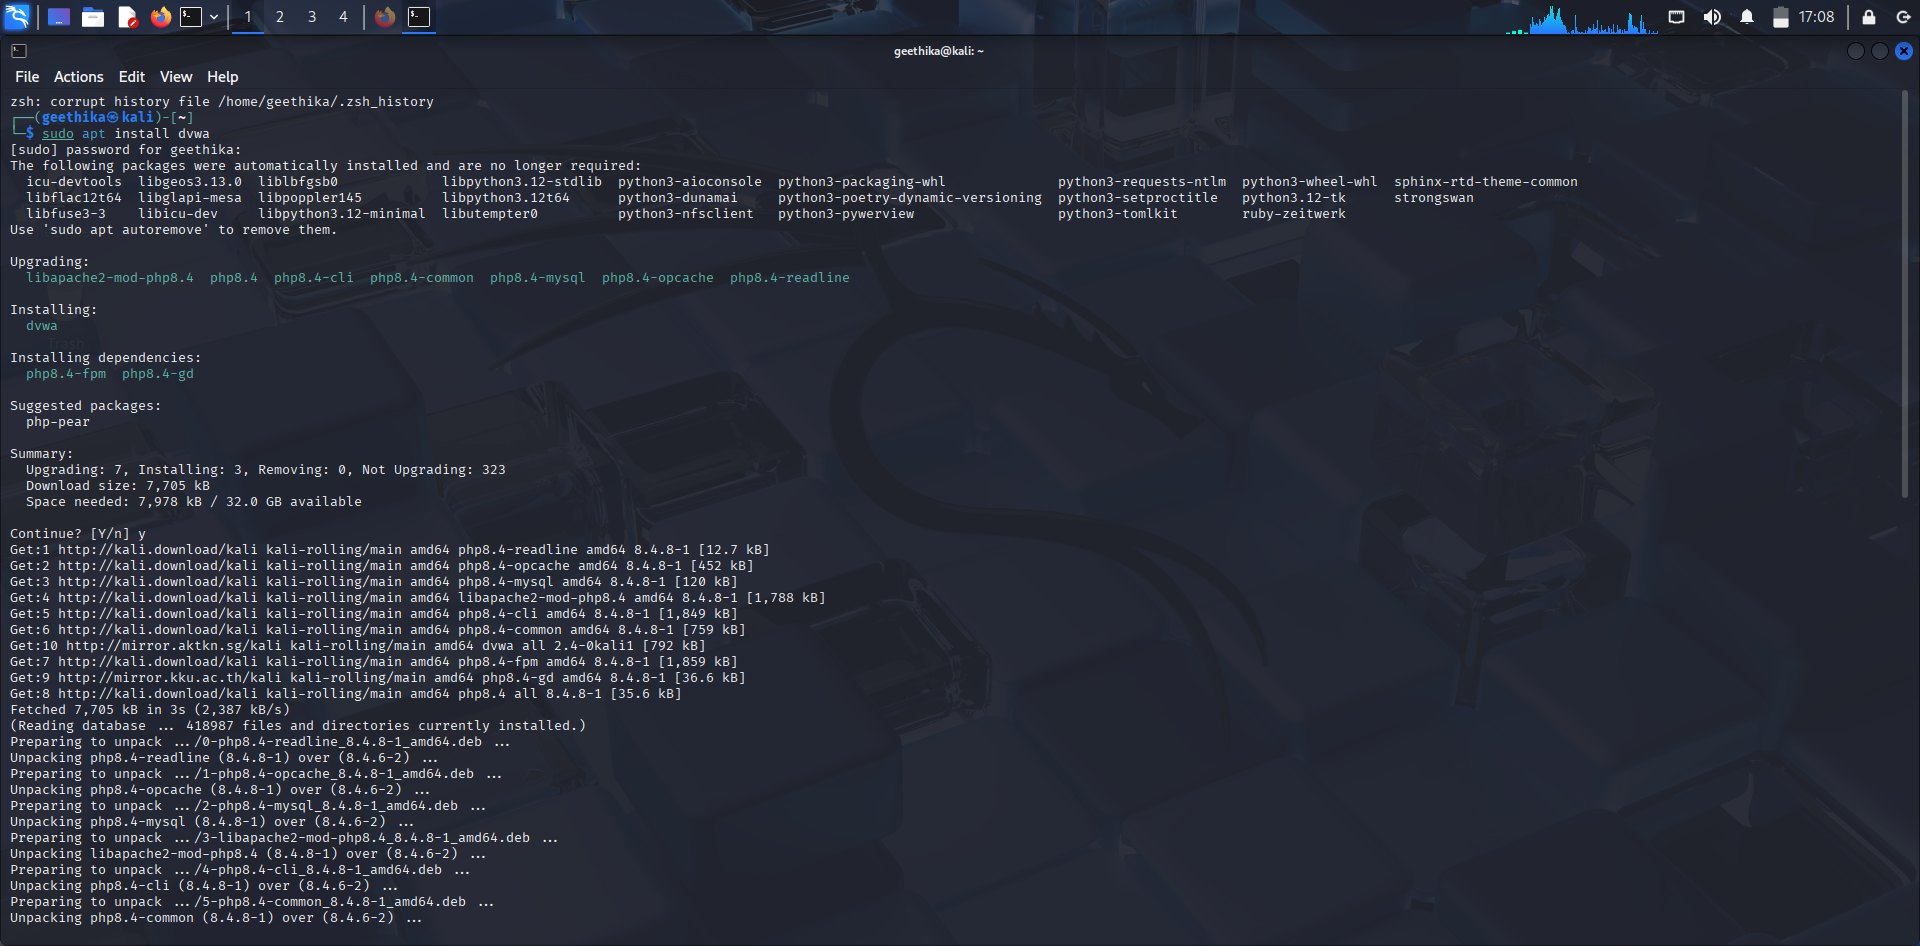 1 2 3 4 17:08
geethika@kali: ~
File Actions Edit View Help
zsh: corrupt history file /home/geethika/.zsh_history
┌──(geethika㉿kali)-[~]
└─$ sudo apt install dvwa
[sudo] password for geethika:
The following packages were automatically installed and are no longer required:
icu-devtools libgeos3.13.0 liblbfgsb0 libpython3.12-stdlib python3-aioconsole python3-packaging-whl python3-requests-ntlm python3-wheel-whl sphinx-rtd-theme-common
libflac12t64 libglapi-mesa libpoppler145 libpython3.12t64 python3-dunamai python3-poetry-dynamic-versioning python3-setproctitle python3.12-tk strongswan
libfuse3-3 libicu-dev libpython3.12-minimal libutempter0 python3-nfsclient python3-pywerview python3-tomlkit ruby-zeitwerk
Use 'sudo apt autoremove' to remove them.
Upgrading:
libapache2-mod-php8.4 php8.4 php8.4-cli php8.4-common php8.4-mysql php8.4-opcache php8.4-readline
Installing:
dvwa
Trash
Installing dependencies:
php8.4-fpm php8.4-gd
Suggested packages:
php-pear
Summary:
Upgrading: 7, Installing: 3, Removing: 0, Not Upgrading: 323
Download size: 7,705 kB
Space needed: 7,978 kB / 32.0 GB available
Continue? [Y/n] y
Get:1 http://kali.download/kali kali-rolling/main amd64 php8.4-readline amd64 8.4.8-1 [12.7 kB]
Get:2 http://kali.download/kali kali-rolling/main amd64 php8.4-opcache amd64 8.4.8-1 [452 kB]
Get:3 http://kali.download/kali kali-rolling/main amd64 php8.4-mysql amd64 8.4.8-1 [120 kB]
Get:4 http://kali.download/kali kali-rolling/main amd64 libapache2-mod-php8.4 amd64 8.4.8-1 [1,788 kB]
Get:5 http://kali.download/kali kali-rolling/main amd64 php8.4-cli amd64 8.4.8-1 [1,849 kB]
Get:6 http://kali.download/kali kali-rolling/main amd64 php8.4-common amd64 8.4.8-1 [759 kB]
Get:10 http://mirror.aktkn.sg/kali kali-rolling/main amd64 dvwa all 2.4-0kali1 [792 kB]
Get:7 http://kali.download/kali kali-rolling/main amd64 php8.4-fpm amd64 8.4.8-1 [1,859 kB]
Get:9 http://mirror.kku.ac.th/kali kali-rolling/main amd64 php8.4-gd amd64 8.4.8-1 [36.6 kB]
Get:8 http://kali.download/kali kali-rolling/main amd64 php8.4 all 8.4.8-1 [35.6 kB]
Fetched 7,705 kB in 3s (2,387 kB/s)
(Reading database ... 418987 files and directories currently installed.)
Preparing to unpack .../0-php8.4-readline_8.4.8-1_amd64.deb ...
Unpacking php8.4-readline (8.4.8-1) over (8.4.6-2) ...
Preparing to unpack .../1-php8.4-opcache_8.4.8-1_amd64.deb ...
Unpacking php8.4-opcache (8.4.8-1) over (8.4.6-2) ...
Preparing to unpack .../2-php8.4-mysql_8.4.8-1_amd64.deb ...
Unpacking php8.4-mysql (8.4.8-1) over (8.4.6-2) ...
Preparing to unpack .../3-libapache2-mod-php8.4_8.4.8-1_amd64.deb ...
Unpacking libapache2-mod-php8.4 (8.4.8-1) over (8.4.6-2) ...
Preparing to unpack .../4-php8.4-cli_8.4.8-1_amd64.deb ...
Unpacking php8.4-cli (8.4.8-1) over (8.4.6-2) ...
Preparing to unpack .../5-php8.4-common_8.4.8-1_amd64.deb ...
Unpacking php8.4-common (8.4.8-1) over (8.4.6-2) ...